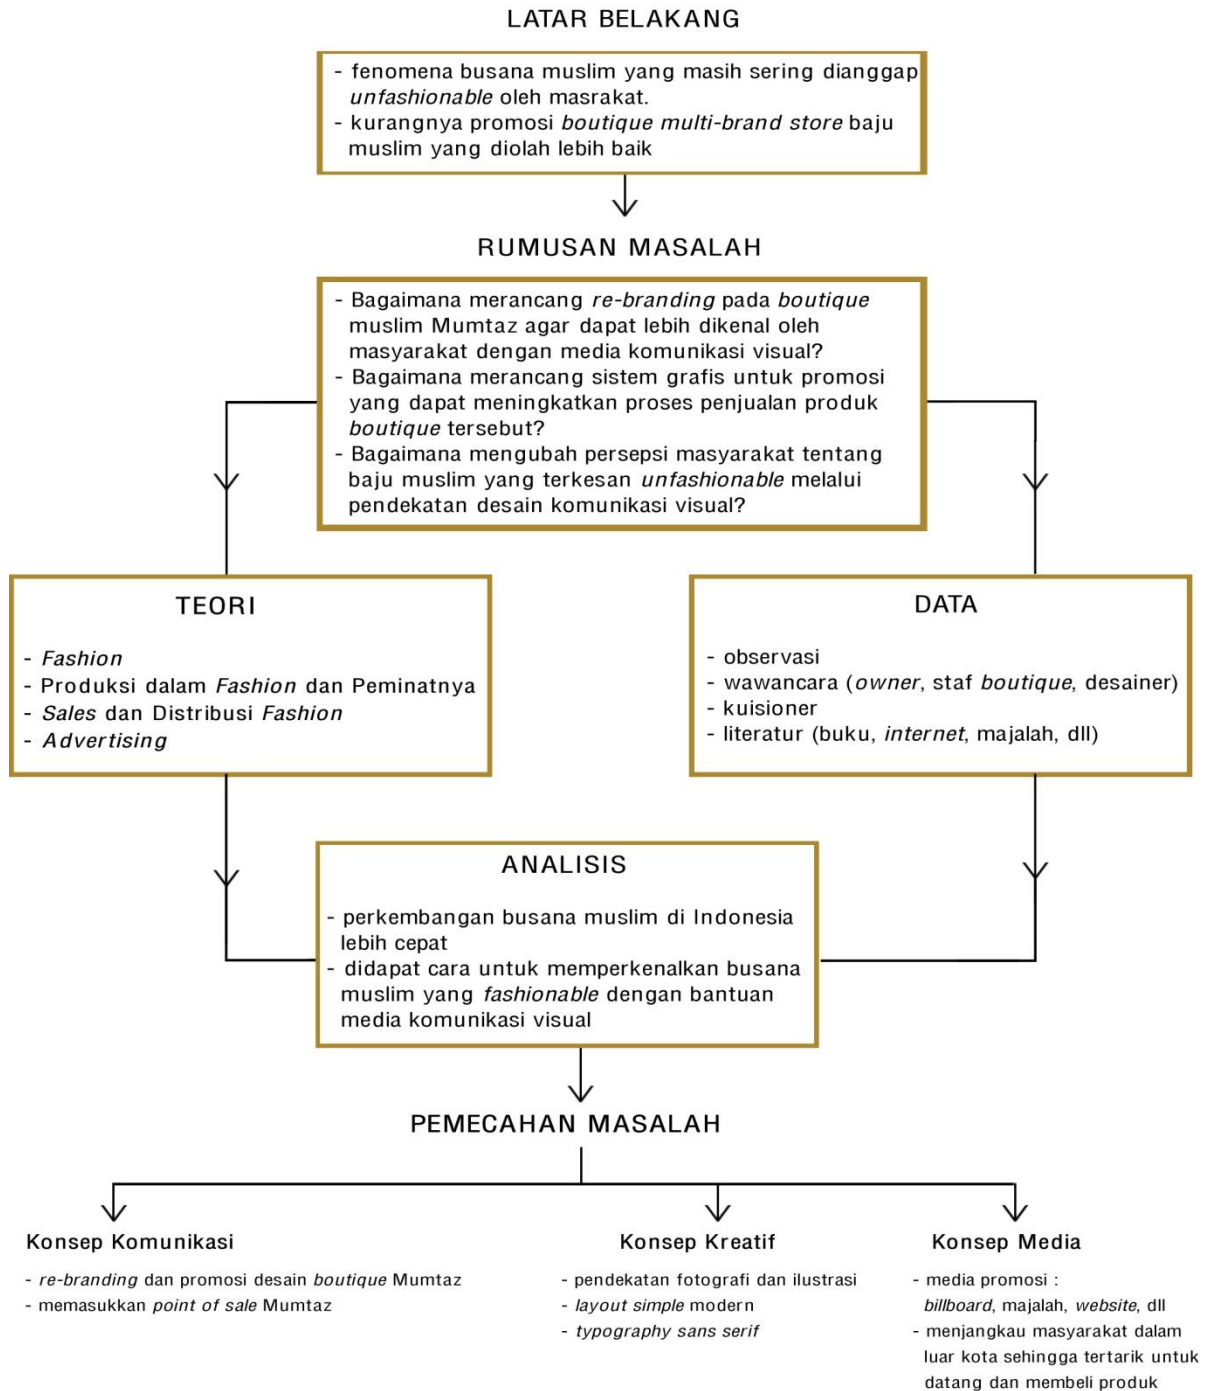 LATAR BELAKANG
- fenomena busana muslim yang masih sering dianggap
unfashionable oleh masrakat.
- kurangnya promosi boutique multi-brand store baju
muslim yang diolah lebih baik
RUMUSAN MASALAH
- Bagaimana merancang re-branding pada boutique
muslim Mumtaz agar dapat lebih dikenal oleh
masyarakat dengan media komunikasi visual?
- Bagaimana merancang sistem grafis untuk promosi
yang dapat meningkatkan proses penjualan produk
boutique tersebut?
- Bagaimana mengubah persepsi masyarakat tentang
baju muslim yang terkesan unfashionable melalui
pendekatan desain komunikasi visual?
TEORI
- Fashion
- Produksi dalam Fashion dan Peminatnya
- Sales dan Distribusi Fashion
- Advertising
DATA
- observasi
- wawancara (owner, staf boutique, desainer)
- kuisioner
- literatur (buku, internet, majalah, dll)
ANALISIS
- perkembangan busana muslim di Indonesia
lebih cepat
- didapat cara untuk memperkenalkan busana
muslim yang fashionable dengan bantuan
media komunikasi visual
PEMECAHAN MASALAH
Konsep Komunikasi
- re-branding dan promosi desain boutique Mumtaz
- memasukkan point of sale Mumtaz
Konsep Kreatif
- pendekatan fotografi dan ilustrasi
- layout simple modern
- typography sans serif
Konsep Media
- media promosi :
billboard, majalah, website, dll
- menjangkau masyarakat dalam
luar kota sehingga tertarik untuk
datang dan membeli produk